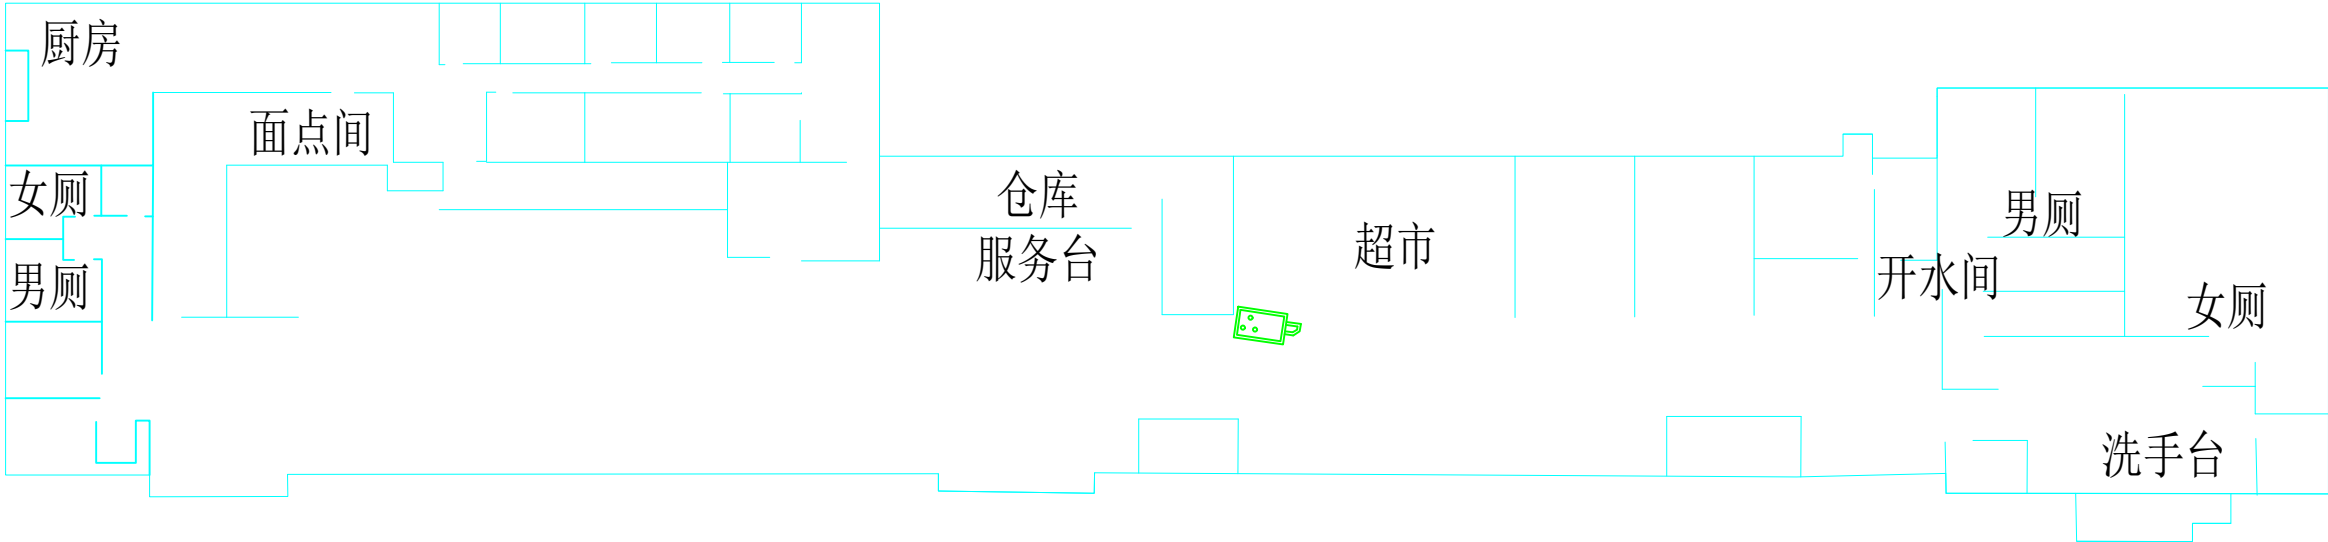 厨房
面点间
女厕
男厕
仓库
服务台
超市
开水间
男厕
女厕
洗手台